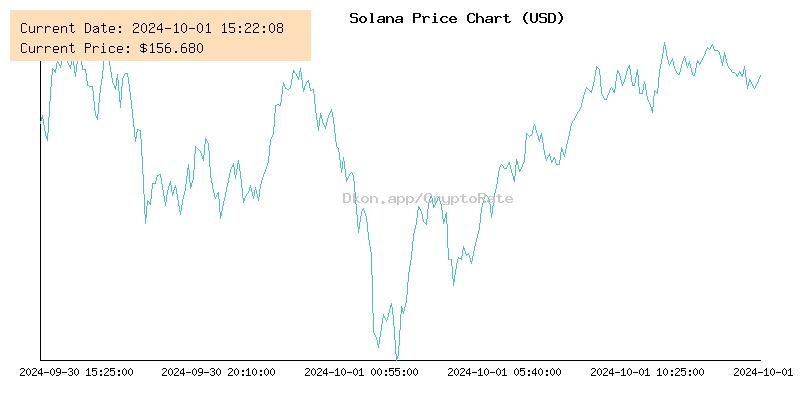 Solana Price Chart (USD)
Current Date: 2024-10-01 15:22:08
Current Price: $156.680
Dkon.app/CryptoRate
2024-09-30 15:25:00
2024-09-30 20:10:00
2024-10-01 00:55:00
2024-10-01 05:40:00
2024-10-01 10:25:00
2024-10-01